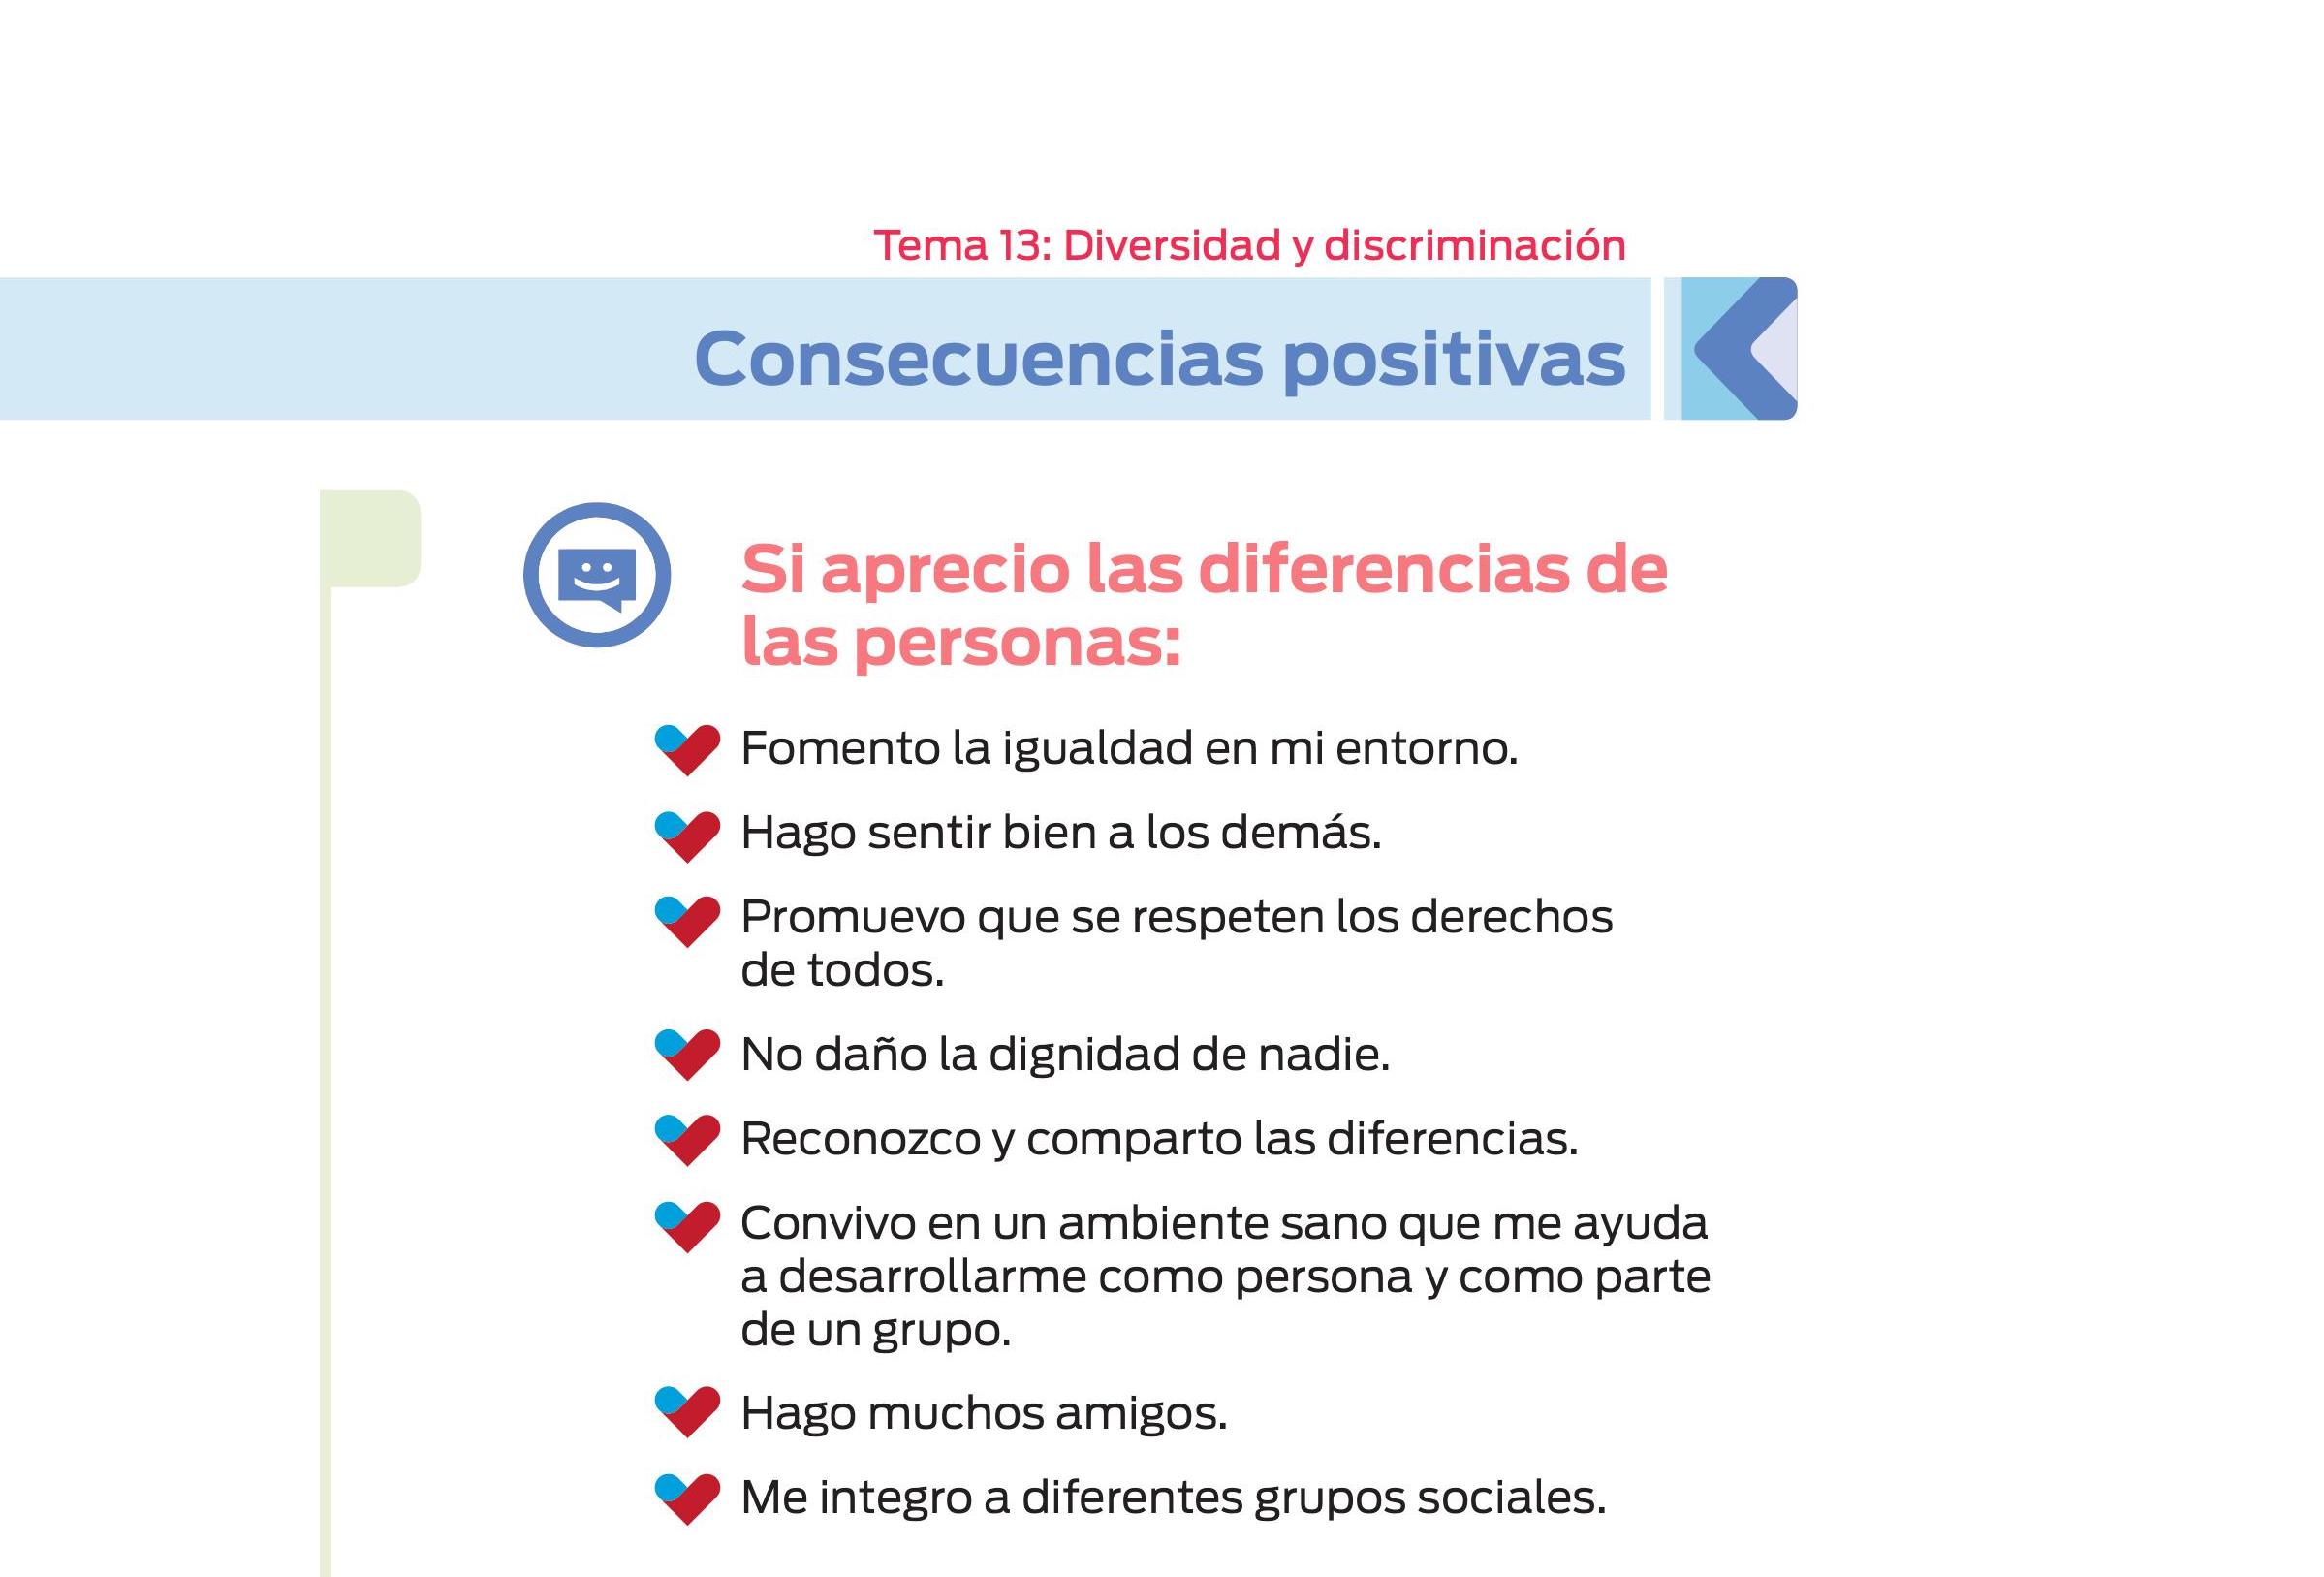 Tema 13: Diversidad y discriminación
Consecuencias positivas
Si aprecio las diferencias de
las personas:
Fomento la igualdad en mi entorno.
Hago sentir bien a los demás.
Promuevo que se respeten los derechos
de todos.
No daño la dignidad de nadie.
Reconozco y comparto las diferencias.
Convivo en un ambiente sano que me ayuda
a desarrollarme como persona y como parte
de un grupo.
Hago muchos amigos.
Me integro a diferentes grupos sociales.